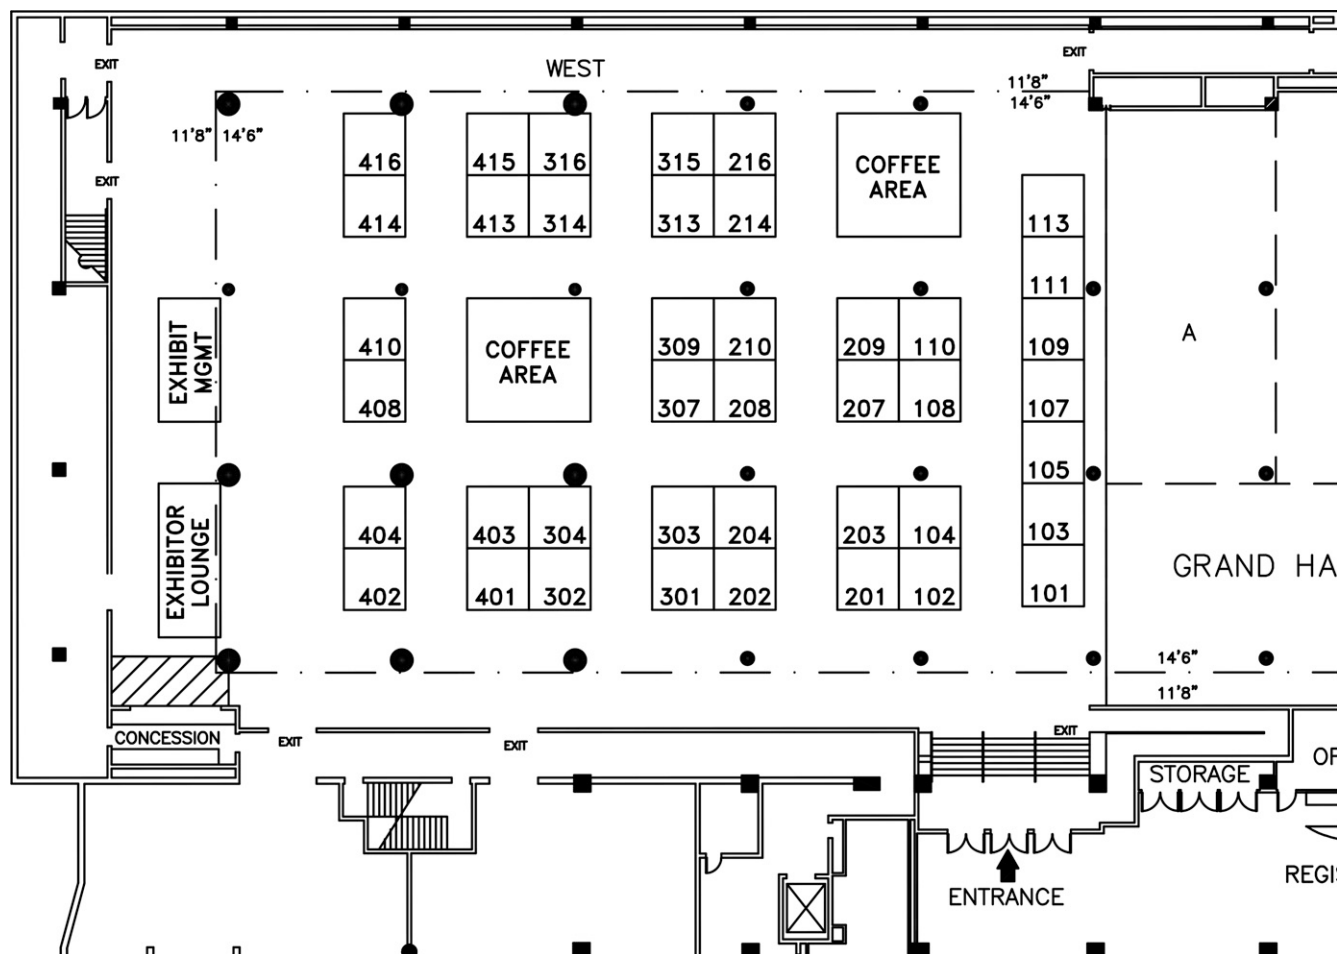 EXIT
WEST
EXIT
11'8"
14'6"
11'8" 14'6"
416 415 316 315 216
COFFEE
AREA
EXIT
414 413 314 313 214 113
111
EXHIBIT
MGMT
410
COFFEE
AREA
309 210 209 110 109
A
408 307 208 207 108 107
105
EXHIBITOR
LOUNGE
404 403 304 303 204 203 104 103
GRAND HA
402 401 302 301 202 201 102 101
14'6"
11'8"
CONCESSION
EXIT
EXIT
EXIT
OF
STORAGE
REGIS
ENTRANCE